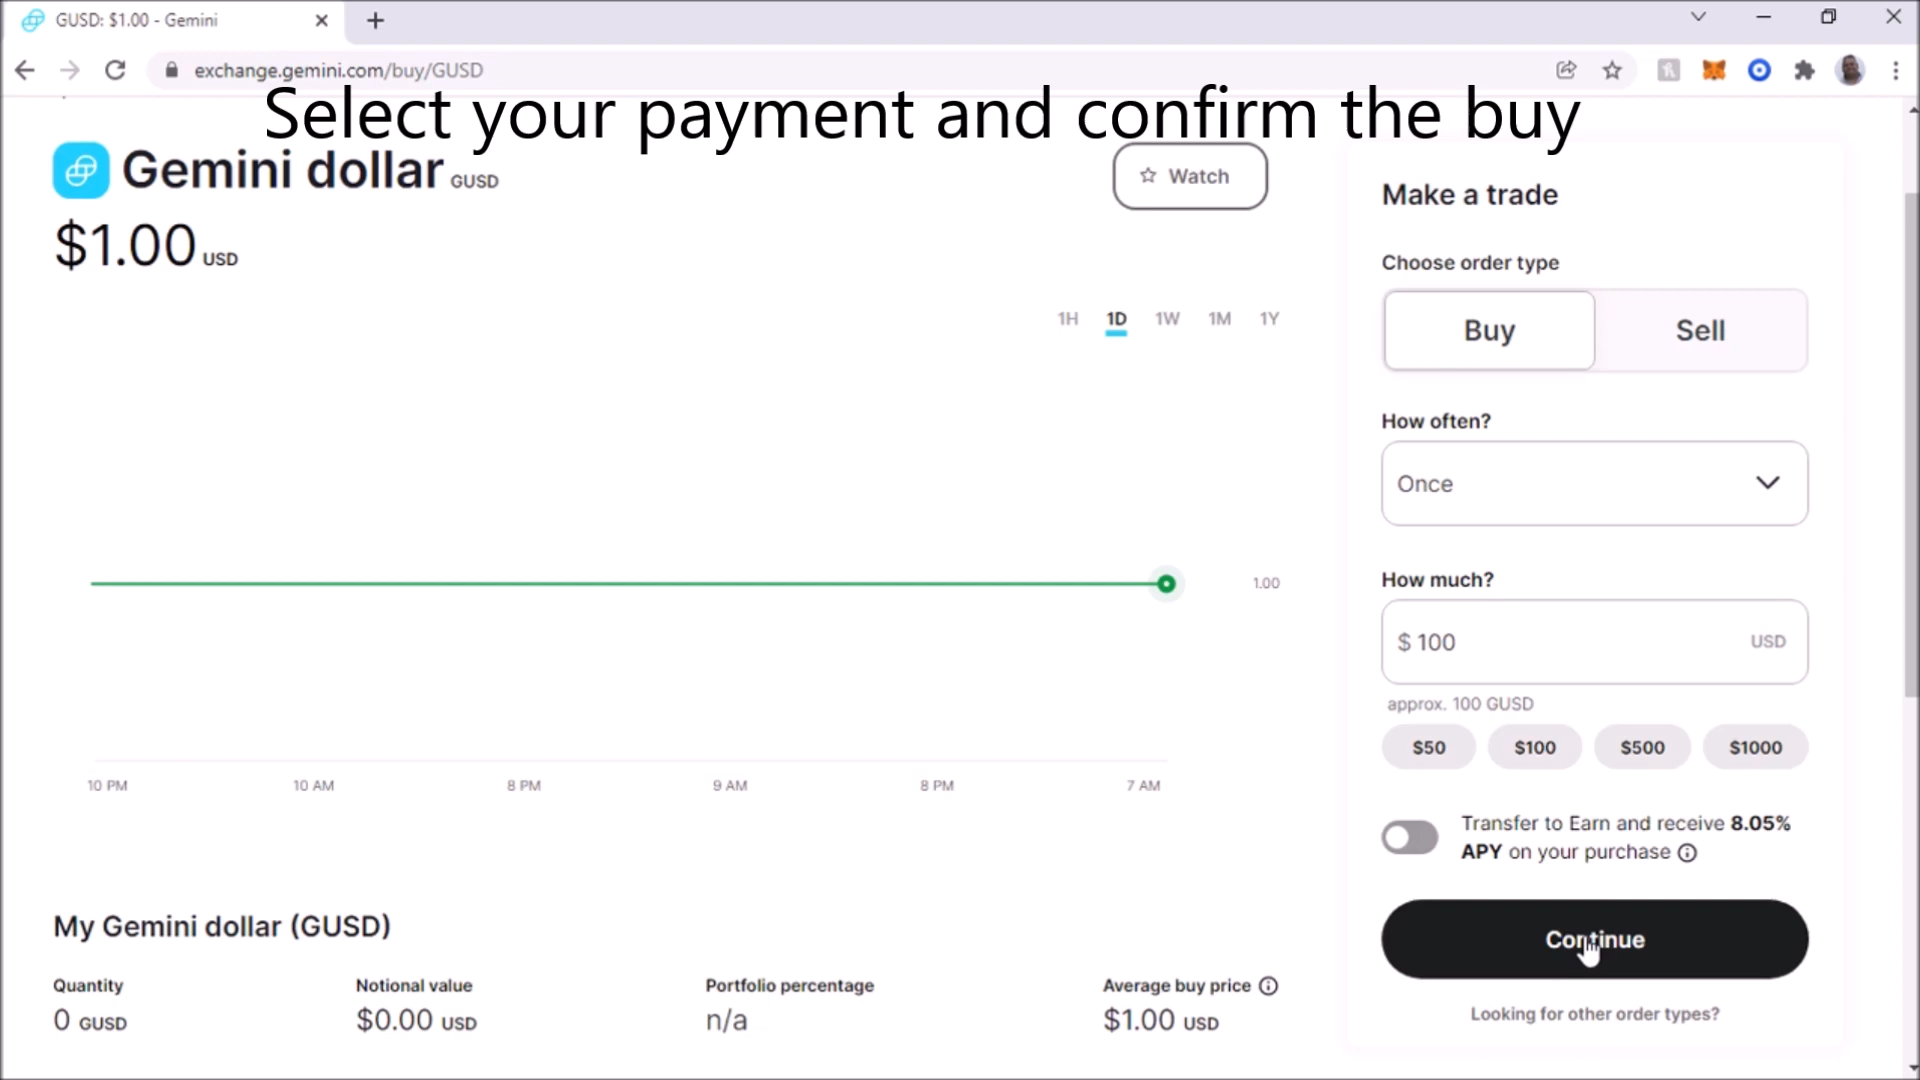 GUSD: $1.00 - Gemini
exchange.gemini.com/buy/GUSD
Select your payment and confirm the buy
Gemini dollar GUSD
Watch
$1.00 USD
1H 1D 1W 1M 1Y
1.00
10 PM 10 AM 8 PM 9 AM 8 PM 7 AM
My Gemini dollar (GUSD)
Quantity Notional value Portfolio percentage Average buy price
0 GUSD $0.00 USD n/a $1.00 USD
Make a trade
Choose order type
Buy Sell
How often?
Once
How much?
$ 100 USD
approx. 100 GUSD
$50 $100 $500 $1000
Transfer to Earn and receive 8.05%
APY on your purchase
Continue
Looking for other order types?